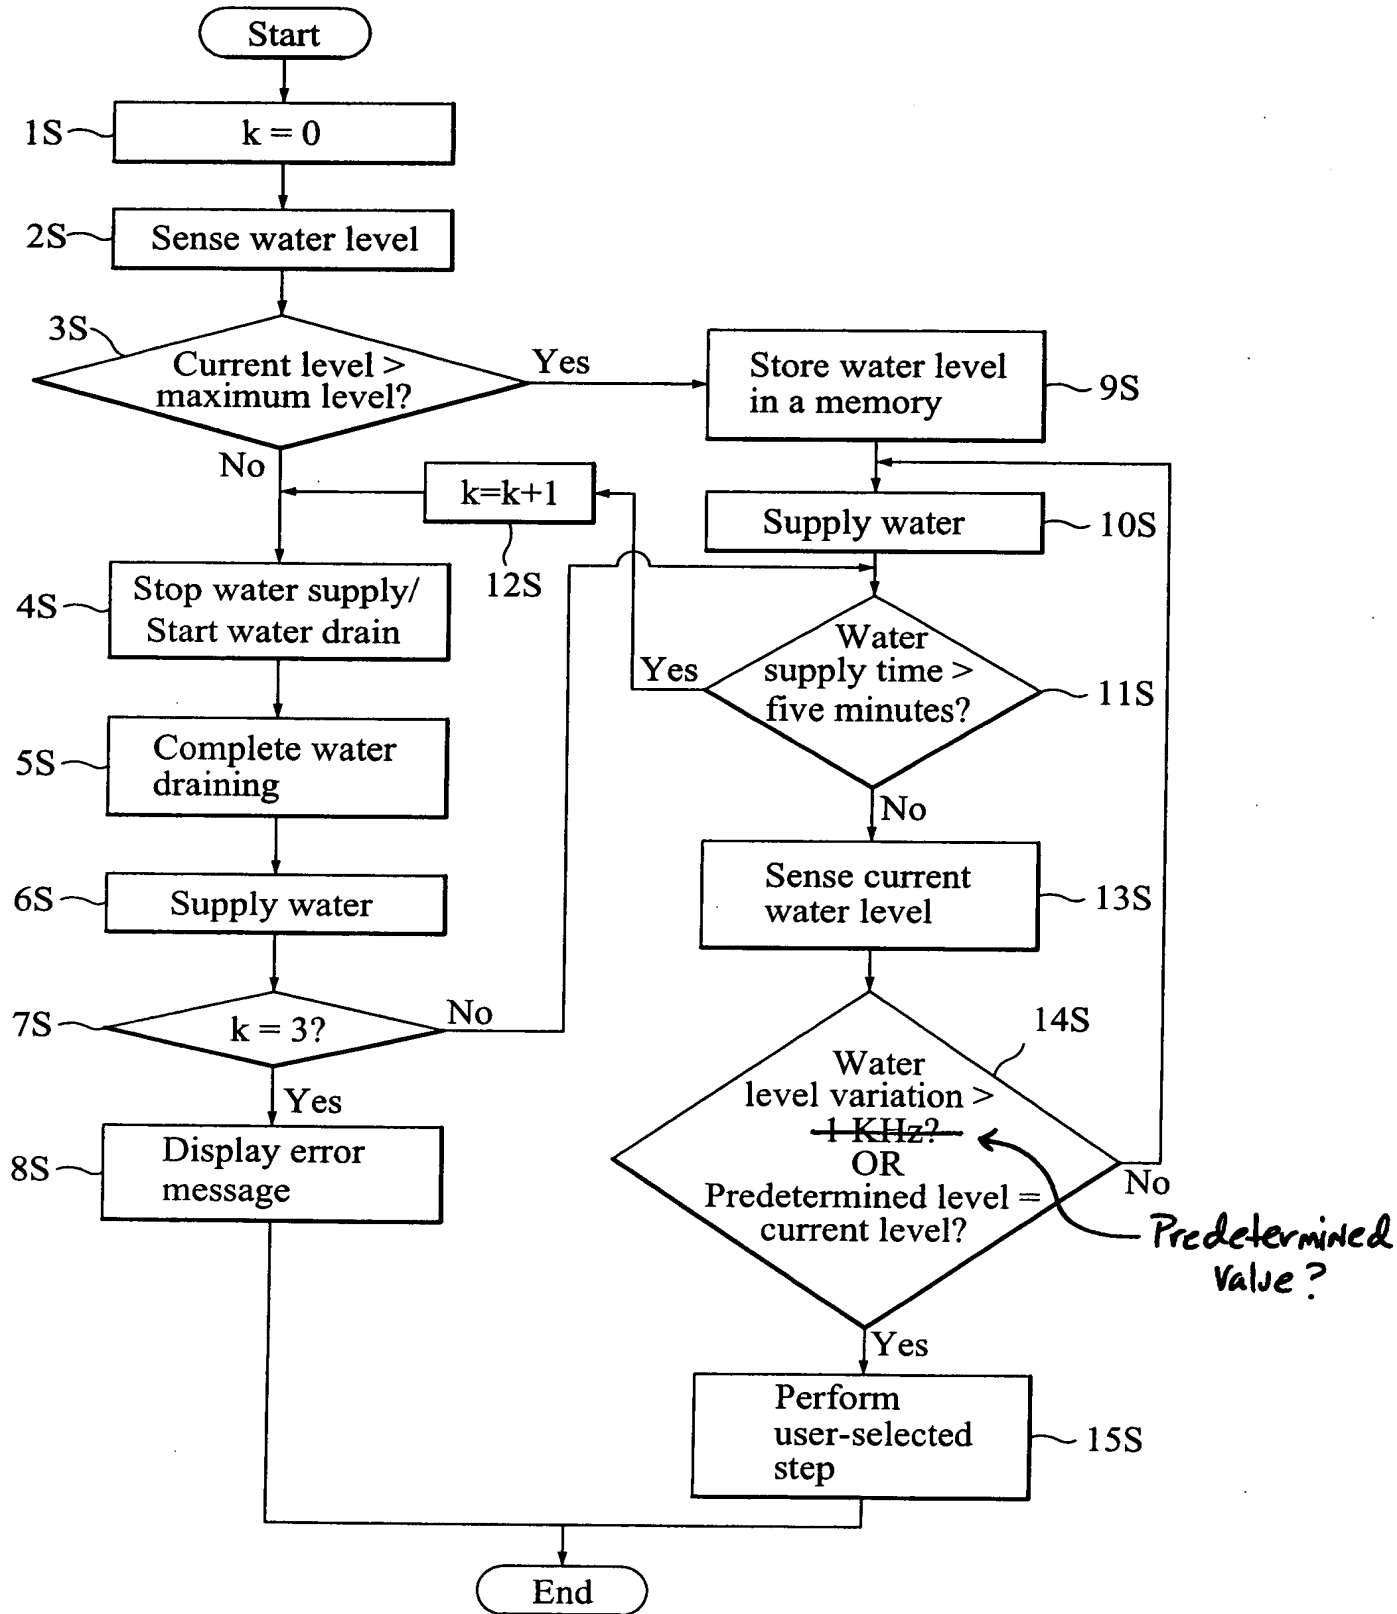 Start
1S
k = 0
2S
Sense water level
3S
Current level >
maximum level?
Yes
No
Store water level
in a memory
9S
k=k+1
12S
Supply water
10S
4S
Stop water supply/
Start water drain
Water
supply time >
five minutes?
Yes
11S
No
5S
Complete water
draining
6S
Supply water
Sense current
water level
13S
7S
k = 3?
No
Yes
14S
Water
level variation >
1 KHz?
OR
Predetermined level =
current level?
No
Predetermined
value?
Yes
8S
Display error
message
Perform
user-selected
step
15S
End